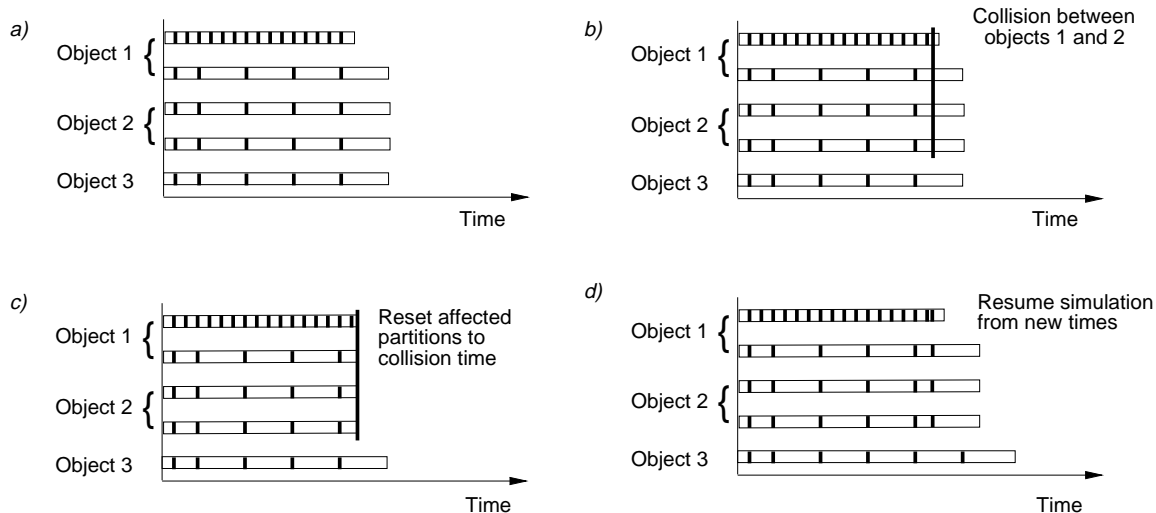 a)
Object 1 {
Object 2 {
Object 3
Time
b)
Collision between
objects 1 and 2
Object 1 {
Object 2 {
Object 3
Time
c)
Reset affected
partitions to
collision time
Object 1 {
Object 2 {
Object 3
Time
d)
Resume simulation
from new times
Object 1 {
Object 2 {
Object 3
Time